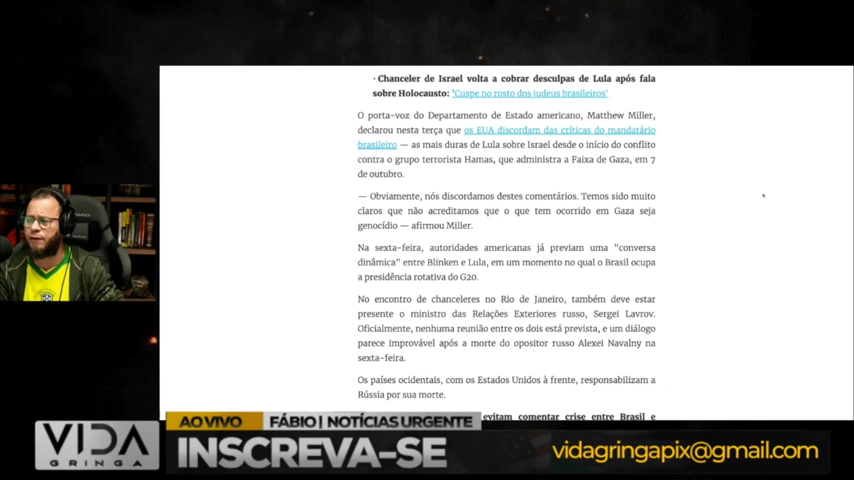 · Chanceler de Israel volta a cobrar desculpas de Lula após fala
sobre Holocausto: 'Cuspe no rosto dos judeus brasileiros'
O porta-voz do Departamento de Estado americano, Matthew Miller,
declarou nesta terça que os EUA discordam das críticas do mandatário
brasileiro — as mais duras de Lula sobre Israel desde o início do conflito
contra o grupo terrorista Hamas, que administra a Faixa de Gaza, em 7
de outubro.
— Obviamente, nós discordamos destes comentários. Temos sido muito
claros que não acreditamos que o que tem ocorrido em Gaza seja
genocídio — afirmou Miller.
Na sexta-feira, autoridades americanas já previam uma "conversa
dinâmica" entre Blinken e Lula, em um momento no qual o Brasil ocupa
a presidência rotativa do G20.
No encontro de chanceleres no Rio de Janeiro, também deve estar
presente o ministro das Relações Exteriores russo, Sergei Lavrov.
Oficialmente, nenhuma reunião entre os dois está prevista, e um diálogo
parece improvável após a morte do opositor russo Alexei Navalny na
sexta-feira.
Os países ocidentais, com os Estados Unidos à frente, responsabilizam a
Rússia por sua morte.
evitam comentar crise entre Brasil e
AO VIVO FÁBIO | NOTÍCIAS URGENTE
VIDA
GRINGA
INSCREVA-SE
vidagringapix@gmail.com